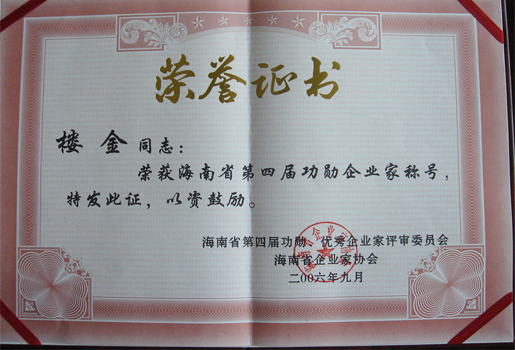 荣誉证书
楼金同志：
荣获海南省第四届功勋企业家称号，
特发此证，以资鼓励。
海南省第四届功勋、优秀企业家评审委员会
海南省企业家协会
二00六年九月